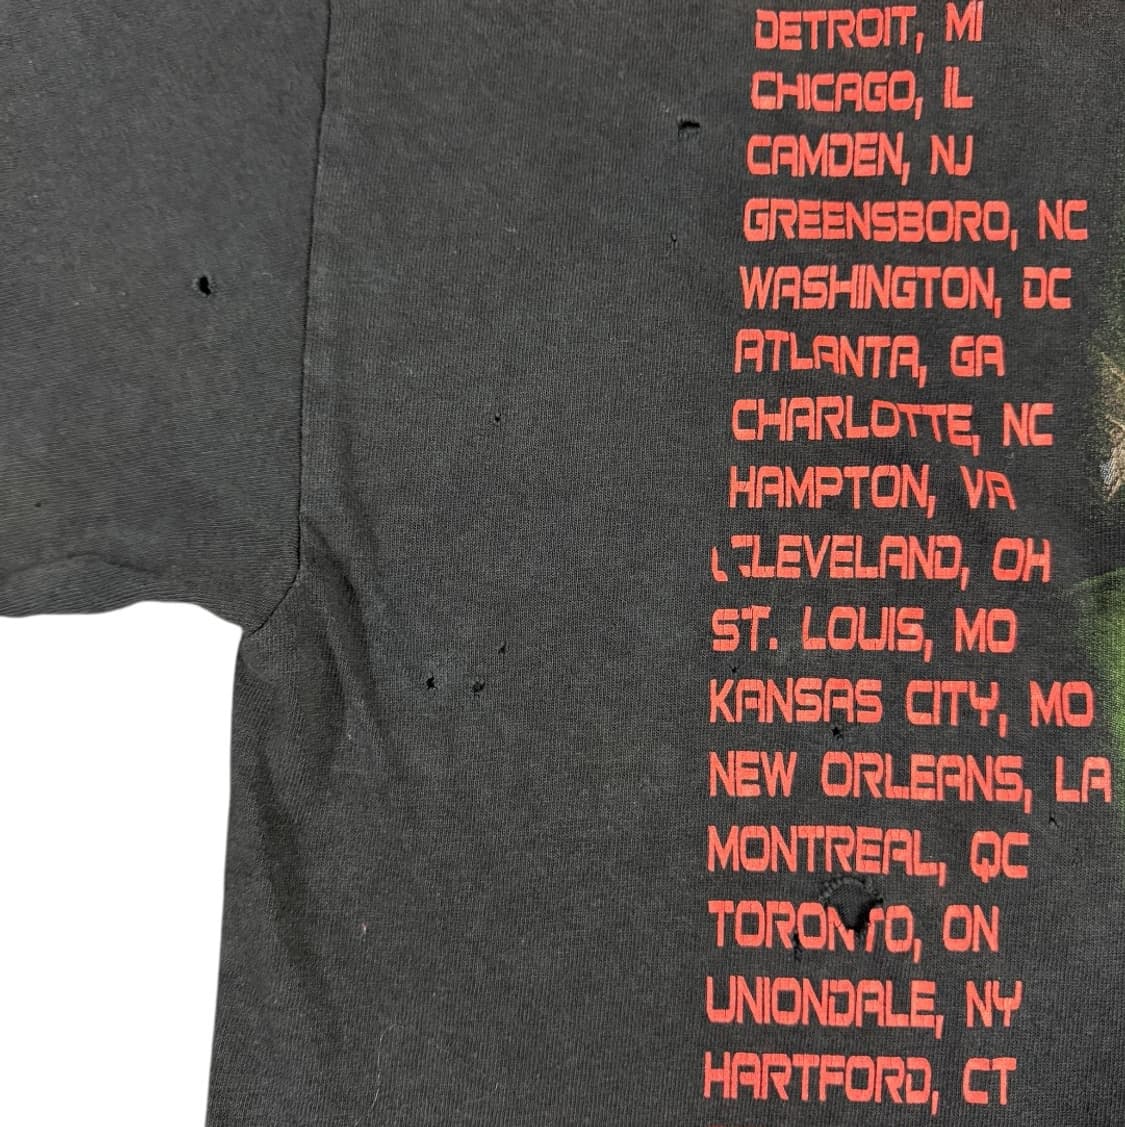 DETROIT, MI
CHICAGO, IL
CAMDEN, NJ
GREENSBORO, NC
WASHINGTON, DC
ATLANTA, GA
CHARLOTTE, NC
HAMPTON, VA
CLEVELAND, OH
ST. LOUIS, MO
KANSAS CITY, MO
NEW ORLEANS, LA
MONTREAL, QC
TORONTO, ON
UNIONDALE, NY
HARTFORD, CT